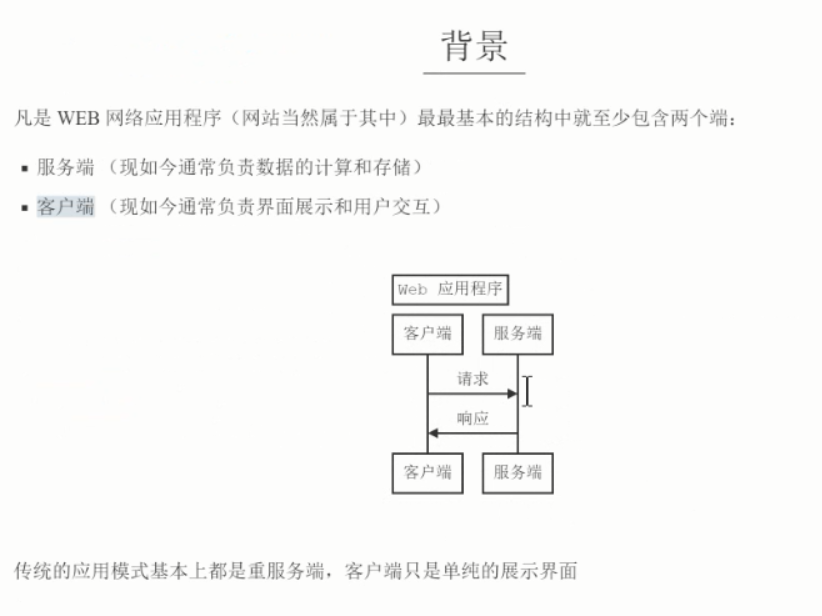 背景
凡是 WEB 网络应用程序（网站当然属于其中）最最基本的结构中就至少包含两个端：
▪ 服务端 （现如今通常负责数据的计算和存储）
▪ 客户端 （现如今通常负责界面展示和用户交互）
Web 应用程序
客户端 服务端
请求
响应
客户端 服务端
传统的应用模式基本上都是重服务端，客户端只是单纯的展示界面